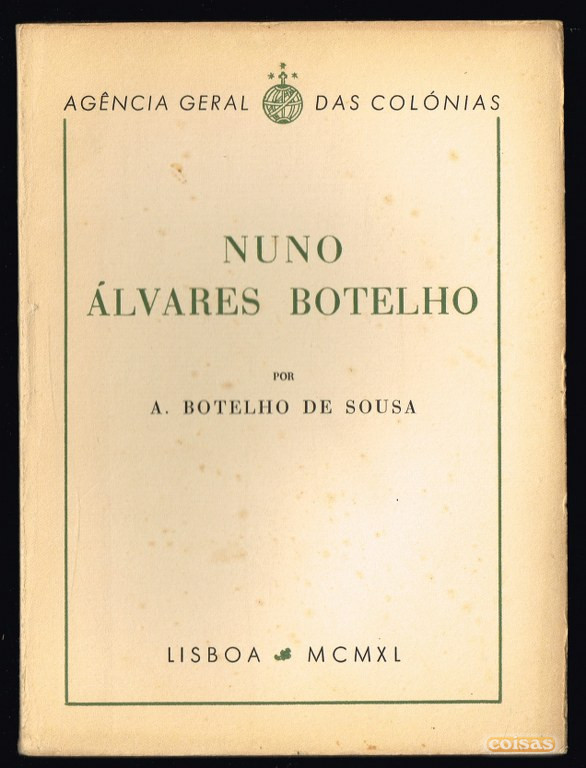 AGÊNCIA GERAL DAS COLÓNIAS
NUNO
ÁLVARES BOTELHO
POR
A. BOTELHO DE SOUSA
LISBOA MCMXL
coisas